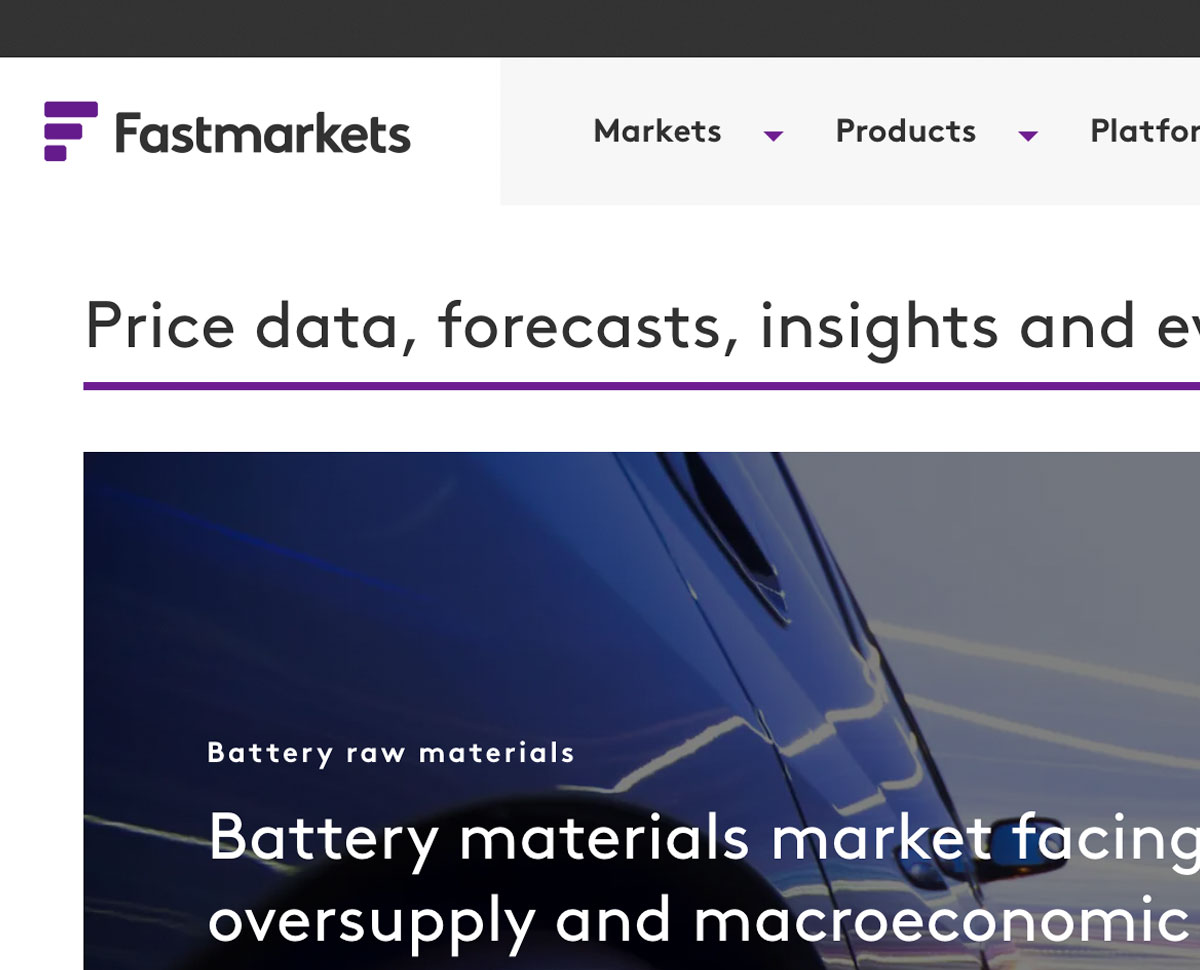 Fastmarkets
Markets
Products
Platfor
Price data, forecasts, insights and ev
Battery raw materials
Battery materials market facing
oversupply and macroeconomic